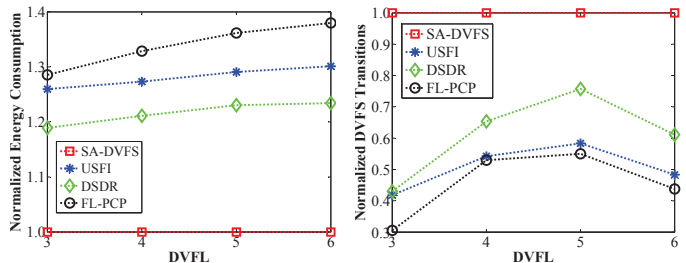 Normalized Energy Consumption
1.4
1.3
1.2
1.1
1.0
3 4 5 6
DVFL
SA-DVFS
USFI
DSDR
FL-PCP
Normalized DVFS Transitions
1.0
0.9
0.8
0.7
0.6
0.5
0.4
0.3
3 4 5 6
DVFL
SA-DVFS
USFI
DSDR
FL-PCP